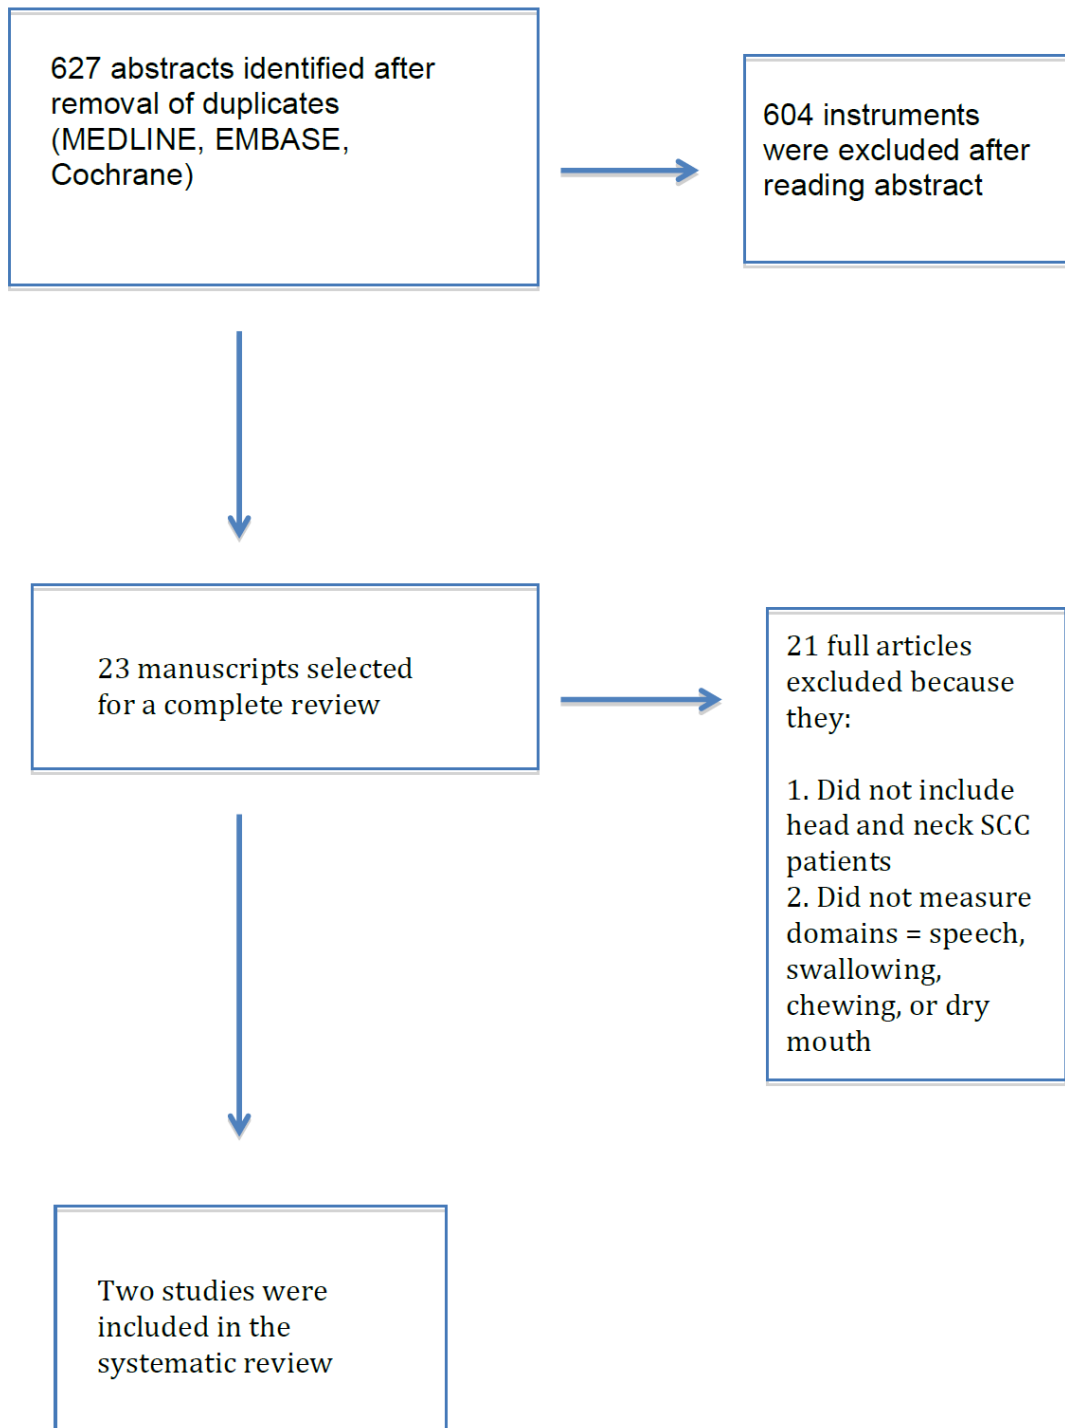 627 abstracts identified after
removal of duplicates
(MEDLINE, EMBASE,
Cochrane)
604 instruments
were excluded after
reading abstract
23 manuscripts selected
for a complete review
21 full articles
excluded because
they:
1. Did not include
head and neck SCC
patients
2. Did not measure
domains = speech,
swallowing,
chewing, or dry
mouth
Two studies were
included in the
systematic review